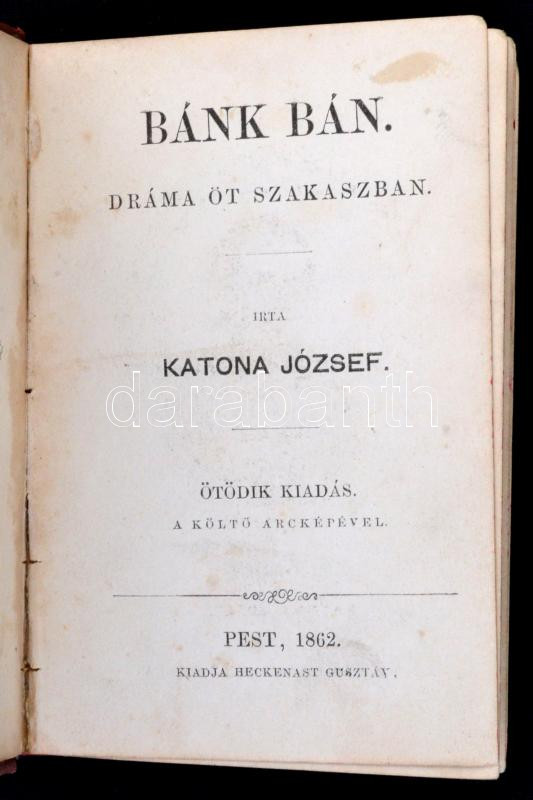 BÁNK BÁN.
DRÁMA ÖT SZAKASZBAN.
IRTA
KATONA JÓZSEF.
darabanth
ÖTÖDIK KIADÁS.
A KÖLTŐ ARCKÉPÉVEL.
PEST, 1862.
KIADJA HECKENAST GUSZTÁV.